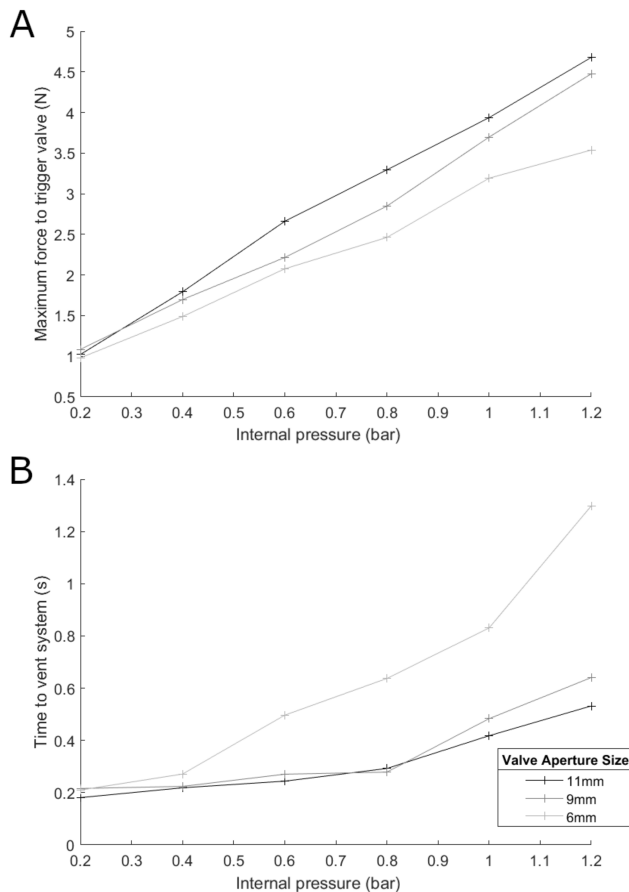 A
5
4.5
4
3.5
3
2.5
2
1.5
1
0.5
Maximum force to trigger valve (N)
0.2 0.3 0.4 0.5 0.6 0.7 0.8 0.9 1 1.1 1.2
Internal pressure (bar)
B
1.4
1.2
1
0.8
0.6
0.4
0.2
0
Time to vent system (s)
Valve Aperture Size
11mm
9mm
6mm
0.2 0.3 0.4 0.5 0.6 0.7 0.8 0.9 1 1.1 1.2
Internal pressure (bar)